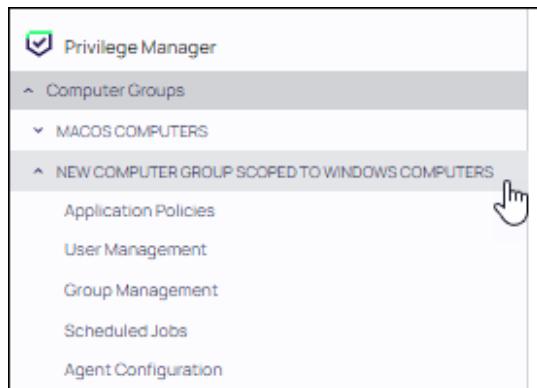 Privilege Manager
Computer Groups
MACOS COMPUTERS
NEW COMPUTER GROUP SCOPED TO WINDOWS COMPUTERS
Application Policies
User Management
Group Management
Scheduled Jobs
Agent Configuration